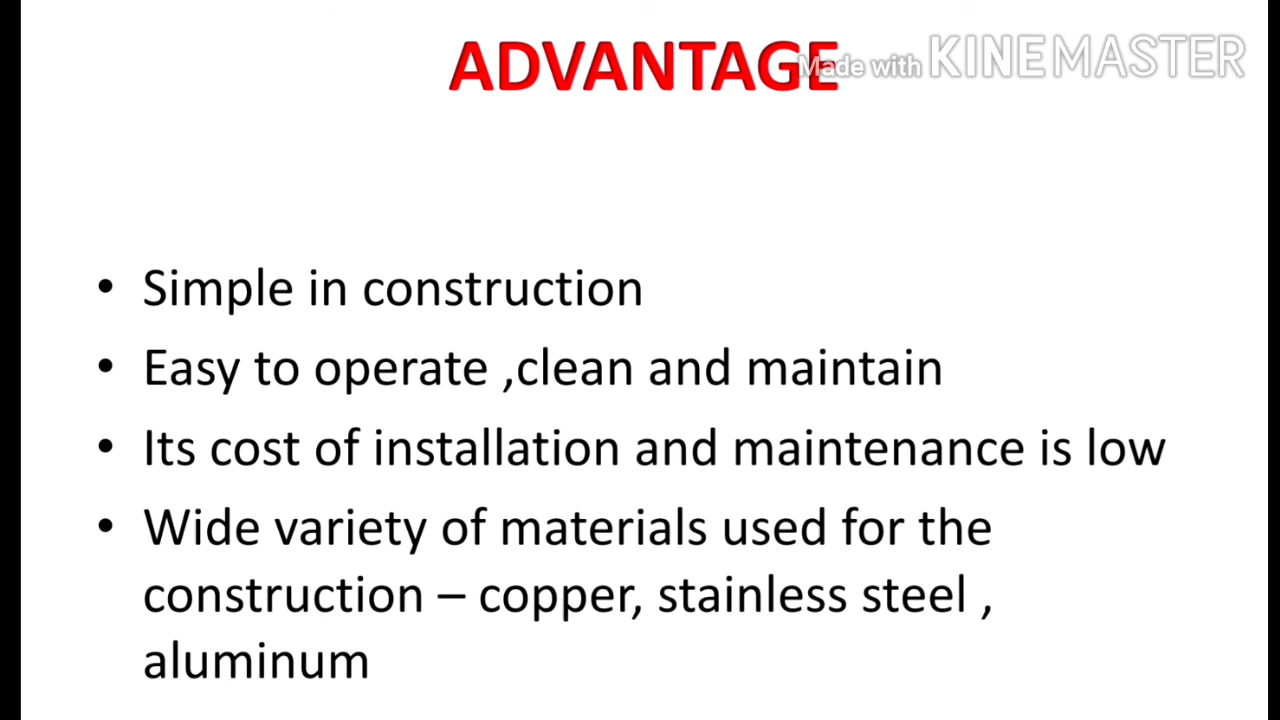 ADVANTAGE
Made with KINEMASTER
• Simple in construction
• Easy to operate ,clean and maintain
• Its cost of installation and maintenance is low
• Wide variety of materials used for the
construction – copper, stainless steel ,
aluminum